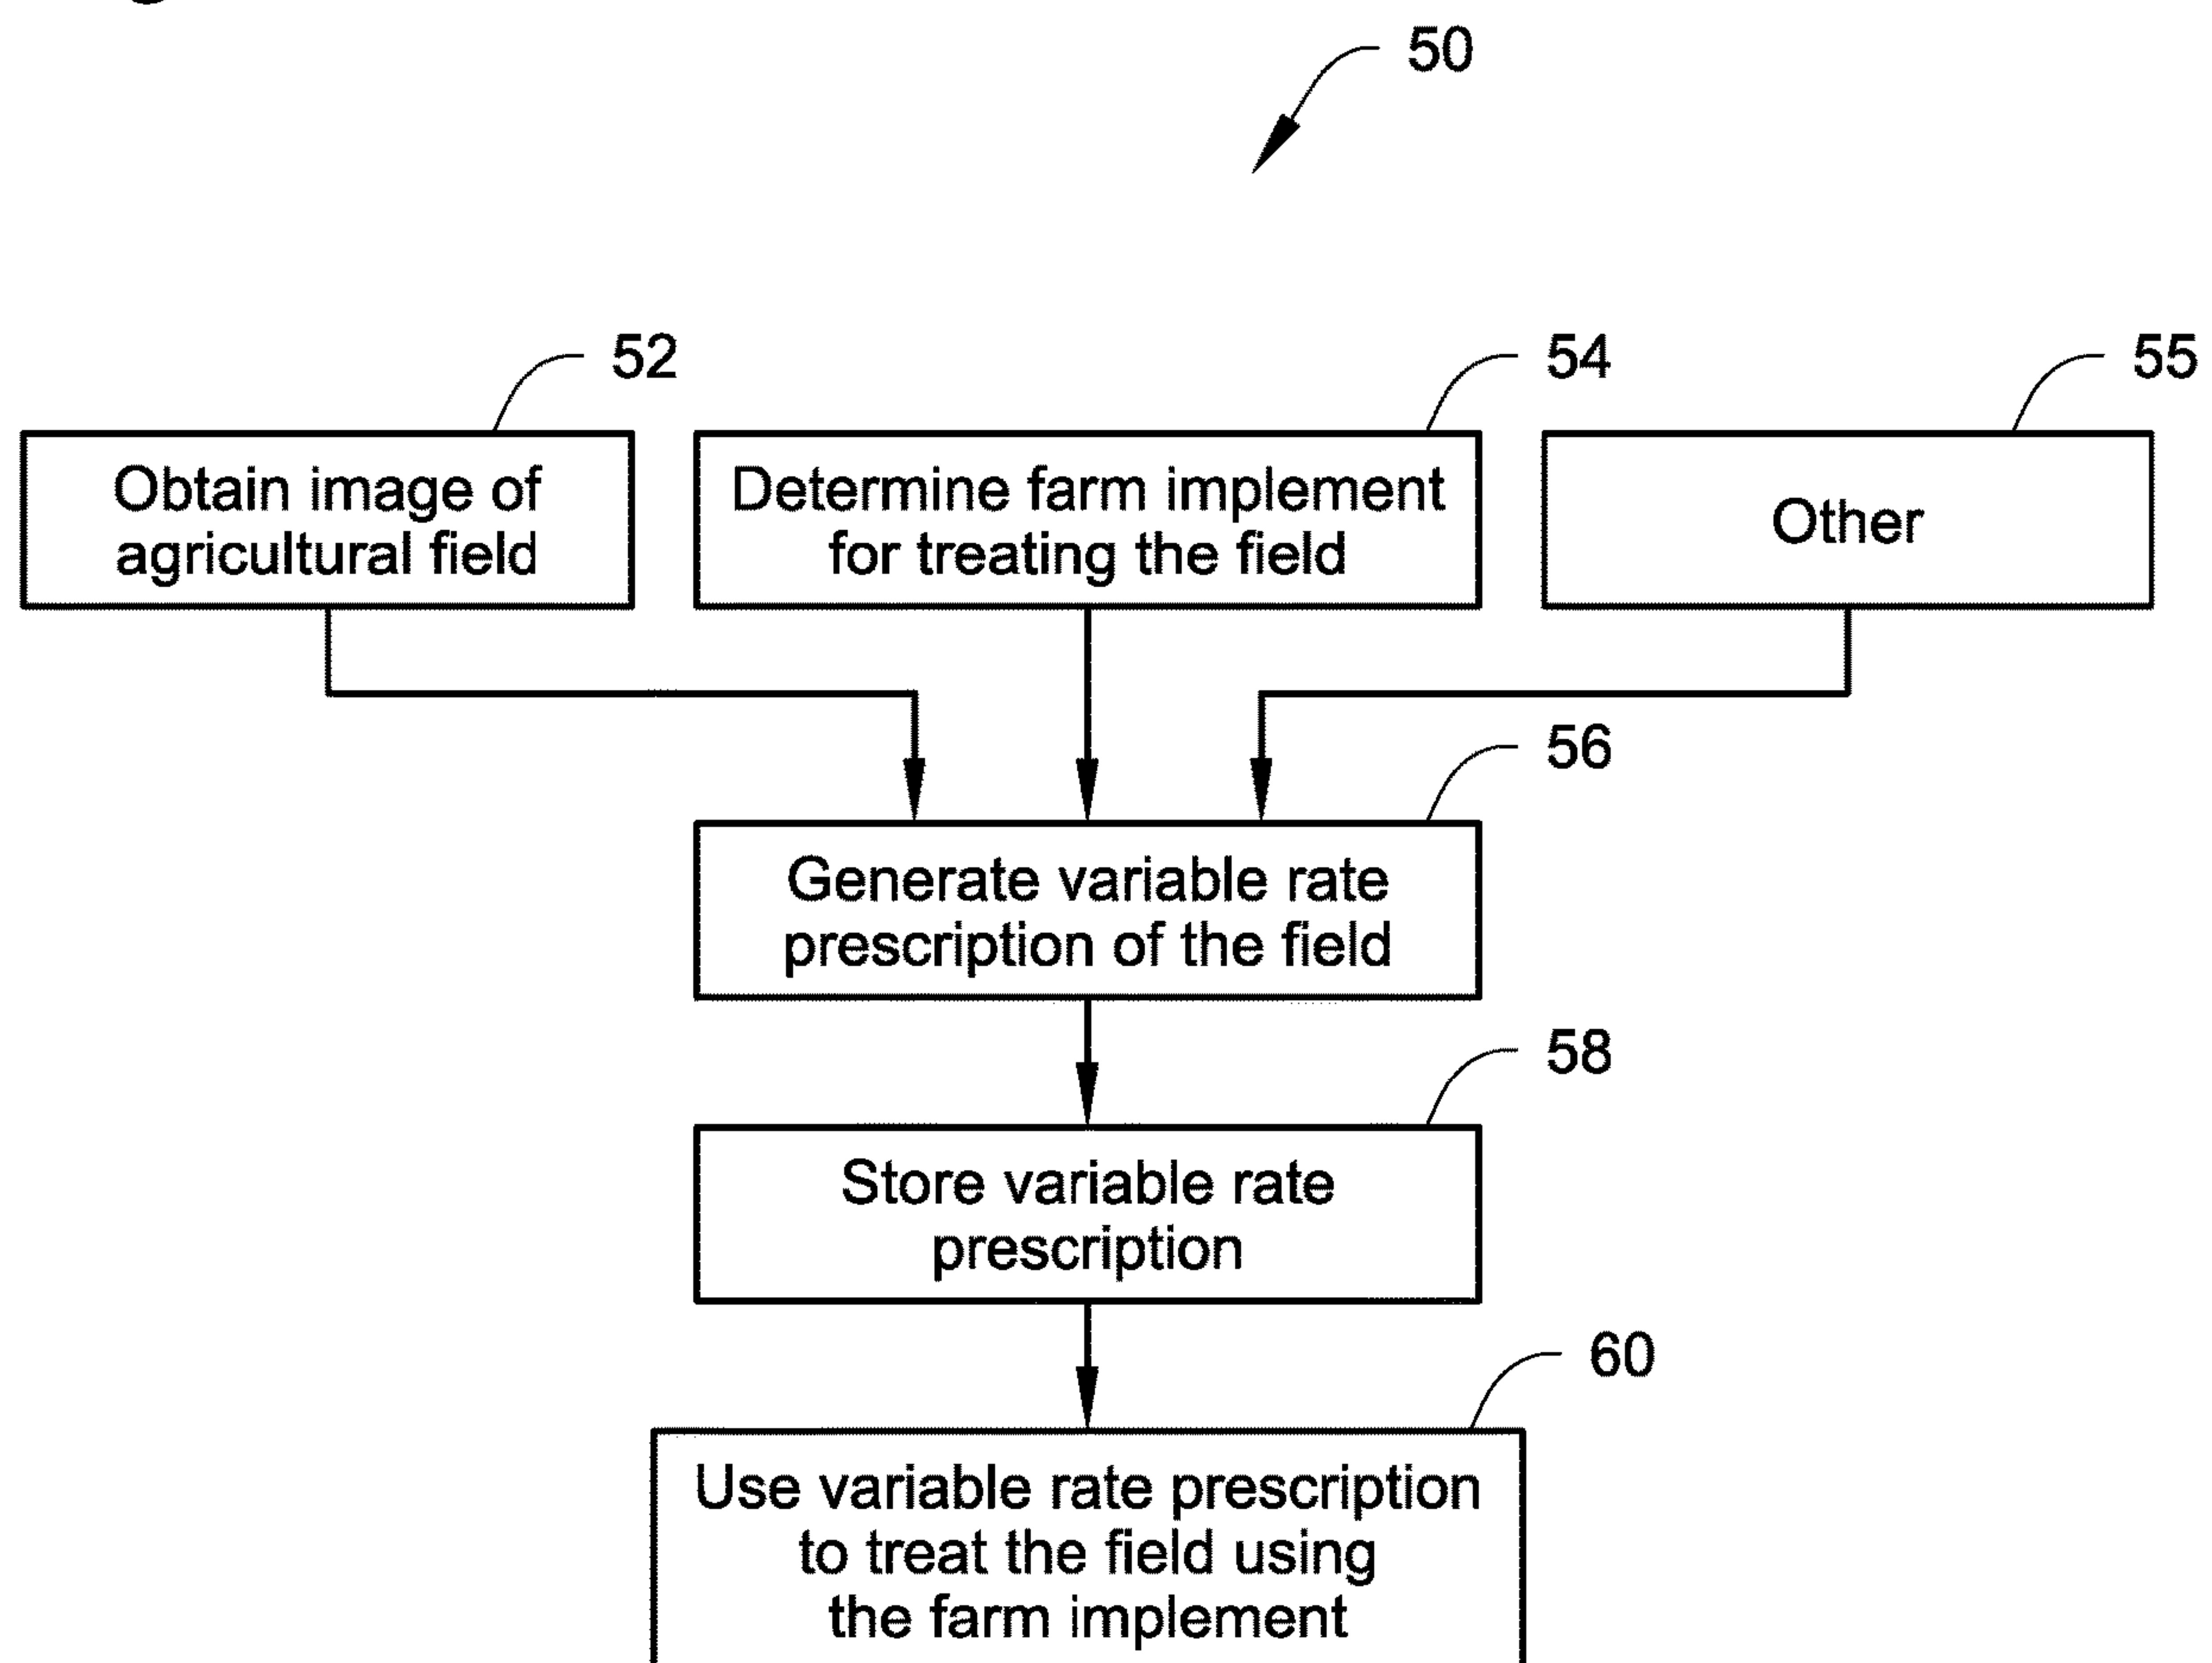 50
52
54
55
Obtain image of
agricultural field
Determine farm implement
for treating the field
Other
56
Generate variable rate
prescription of the field
58
Store variable rate
prescription
60
Use variable rate prescription
to treat the field using
the farm implement